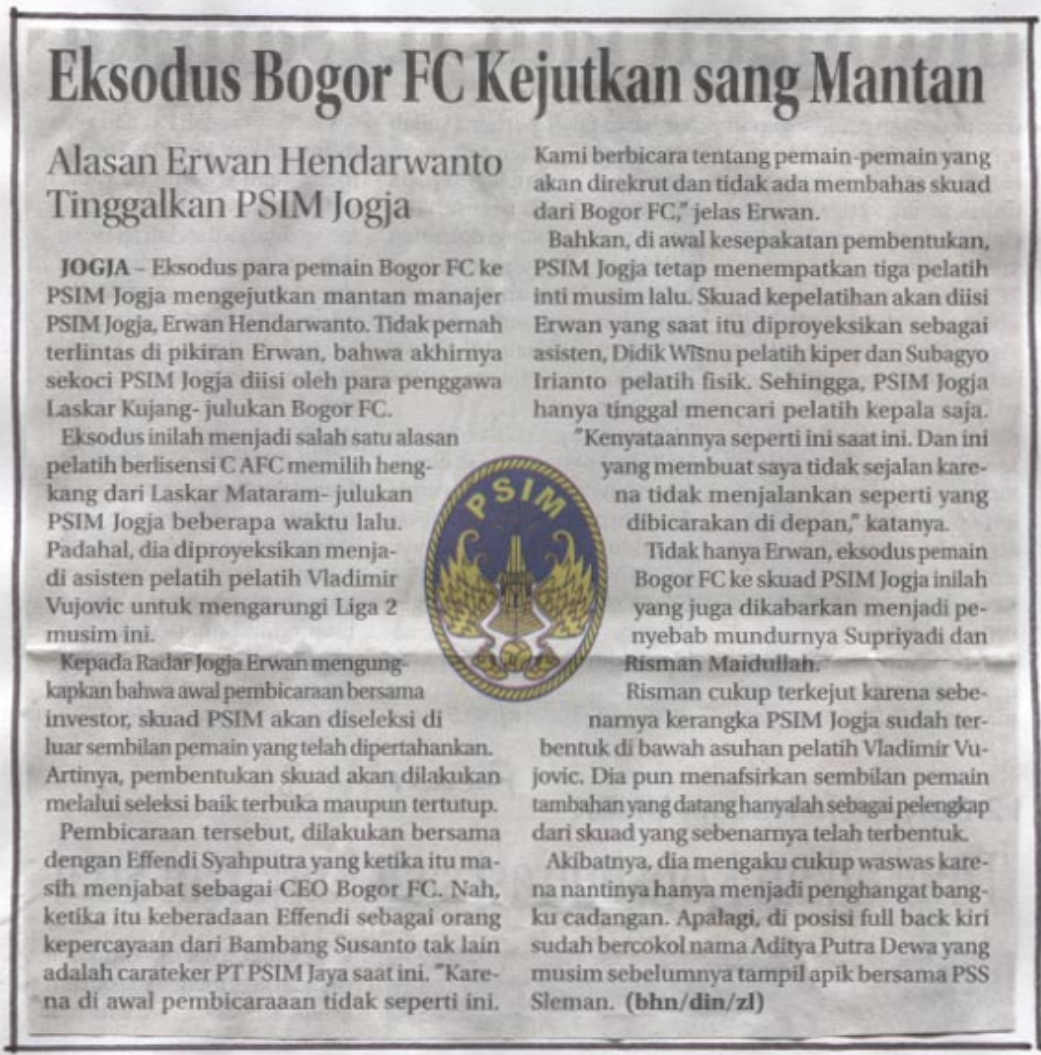 Eksodus Bogor FC Kejutkan sang Mantan
Alasan Erwan Hendarwanto
Tinggalkan PSIM Jogja
JOGJA – Eksodus para pemain Bogor FC ke
PSIM Jogja mengejutkan mantan manajer
PSIM Jogja, Erwan Hendarwanto. Tidak pernah
terlintas di pikiran Erwan, bahwa akhirnya
sekoci PSIM Jogja diisi oleh para penggawa
Laskar Kujang- julukan Bogor FC.
Eksodus inilah menjadi salah satu alasan
pelatih berlisensi C AFC memilih heng-
kang dari Laskar Mataram- julukan
PSIM Jogja beberapa waktu lalu.
Padahal, dia diproyeksikan menja-
di asisten pelatih pelatih Vladimir
Vujovic untuk mengarungi Liga 2
musim ini.
Kepada Radar Jogja Erwan mengung-
kapkan bahwa awal pembicaraan bersama
investor, skuad PSIM akan diseleksi di
luar sembilan pemain yang telah dipertahankan.
Artinya, pembentukan skuad akan dilakukan
melalui seleksi baik terbuka maupun tertutup.
Pembicaraan tersebut, dilakukan bersama
dengan Effendi Syahputra yang ketika itu ma-
sih menjabat sebagai CEO Bogor FC. Nah,
ketika itu keberadaan Effendi sebagai orang
kepercayaan dari Bambang Susanto tak lain
adalah carateker PT PSIM Jaya saat ini. "Kare-
na di awal pembicaraaan tidak seperti ini.
Kami berbicara tentang pemain-pemain yang
akan direkrut dan tidak ada membahas skuad
dari Bogor FC," jelas Erwan.
Bahkan, di awal kesepakatan pembentukan,
PSIM Jogja tetap menempatkan tiga pelatih
inti musim lalu. Skuad kepelatihan akan diisi
Erwan yang saat itu diproyeksikan sebagai
asisten, Didik Wisnu pelatih kiper dan Subagyo
Irianto pelatih fisik. Sehingga, PSIM Jogja
hanya tinggal mencari pelatih kepala saja.
"Kenyataannya seperti ini saat ini. Dan ini
yang membuat saya tidak sejalan kare-
na tidak menjalankan seperti yang
dibicarakan di depan," katanya.
Tidak hanya Erwan, eksodus pemain
Bogor FC ke skuad PSIM Jogja inilah
yang juga dikabarkan menjadi pe-
nyebab mundurnya Supriyadi dan
Risman Maidullah.
Risman cukup terkejut karena sebe-
narnya kerangka PSIM Jogja sudah ter-
bentuk di bawah asuhan pelatih Vladimir Vu-
jovic. Dia pun menafsirkan sembilan pemain
tambahan yang datang hanyalah sebagai pelengkap
dari skuad yang sebenarnya telah terbentuk.
Akibatnya, dia mengaku cukup waswas kare-
na nantinya hanya menjadi penghangat bang-
ku cadangan. Apalagi, di posisi full back kiri
sudah bercokol nama Aditya Putra Dewa yang
musim sebelumnya tampil apik bersama PSS
Sleman. (bhn/din/zl)
PSIM